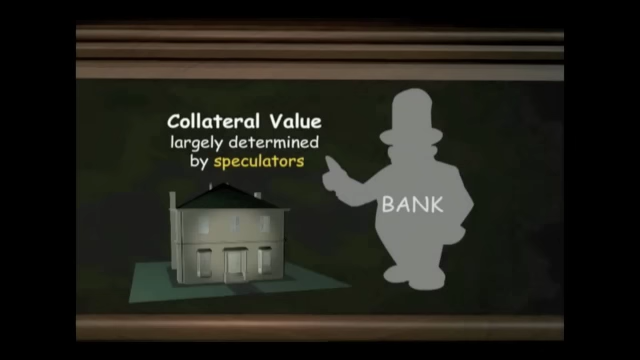 Collateral Value
largely determined
by speculators
BANK